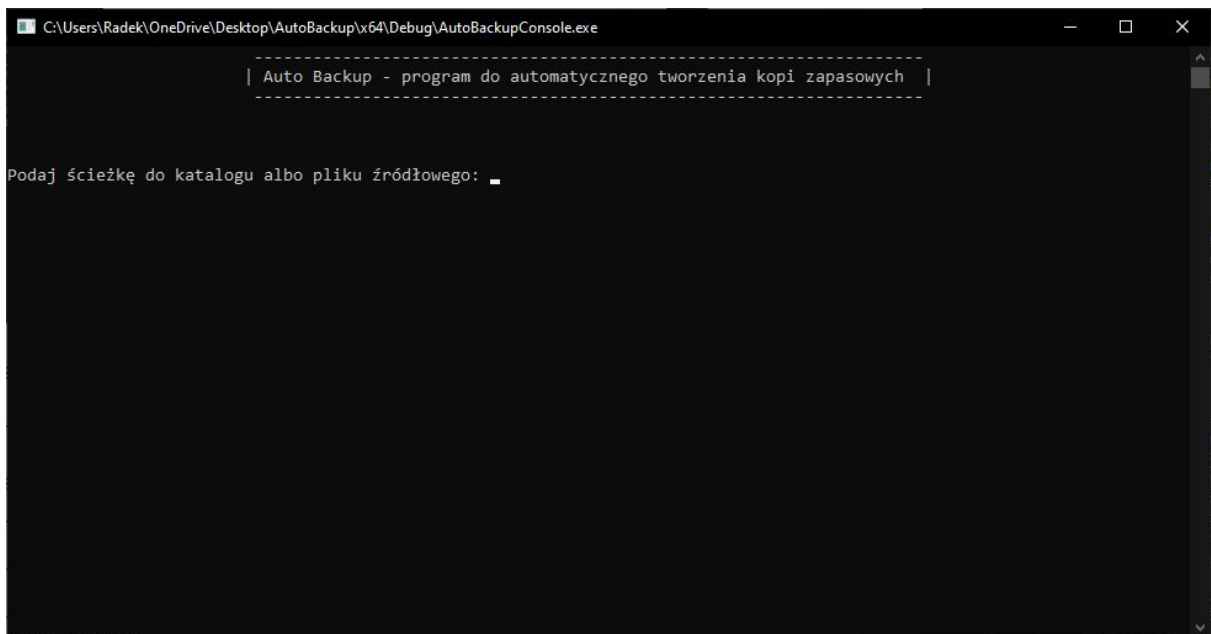 C:\Users\Radek\OneDrive\Desktop\AutoBackup\x64\Debug\AutoBackupConsole.exe
| Auto Backup - program do automatycznego tworzenia kopi zapasowych |
Podaj ścieżkę do katalogu albo pliku źródłowego: